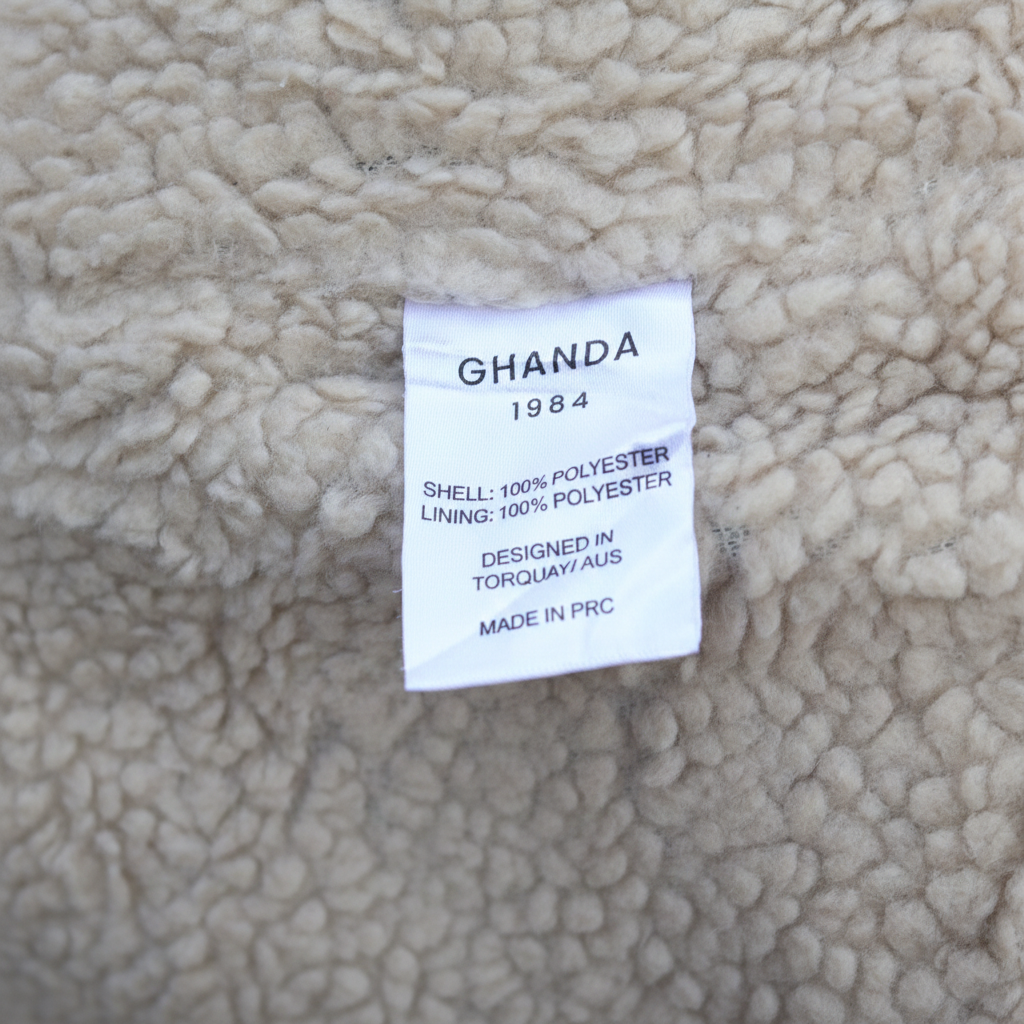 GHANDA
1984
SHELL: 100% POLYESTER
LINING: 100% POLYESTER
DESIGNED IN
TORQUAY/ AUS
MADE IN PRC